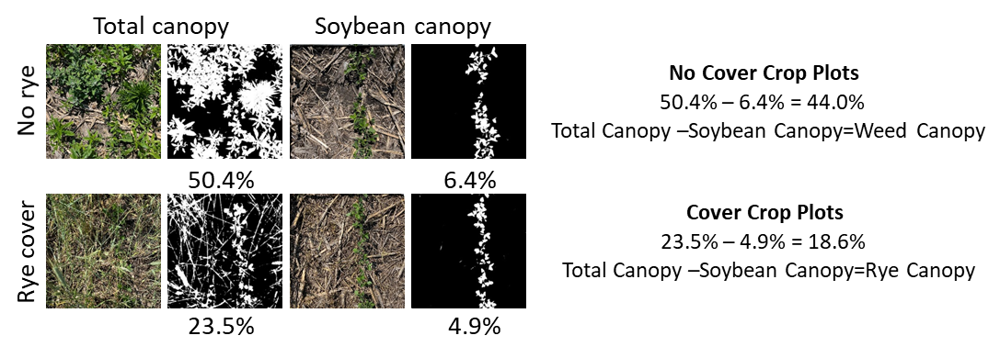 Total canopy
Soybean canopy
No rye
50.4%
6.4%
No Cover Crop Plots
50.4% – 6.4% = 44.0%
Total Canopy –Soybean Canopy=Weed Canopy
Rye cover
23.5%
4.9%
Cover Crop Plots
23.5% – 4.9% = 18.6%
Total Canopy –Soybean Canopy=Rye Canopy